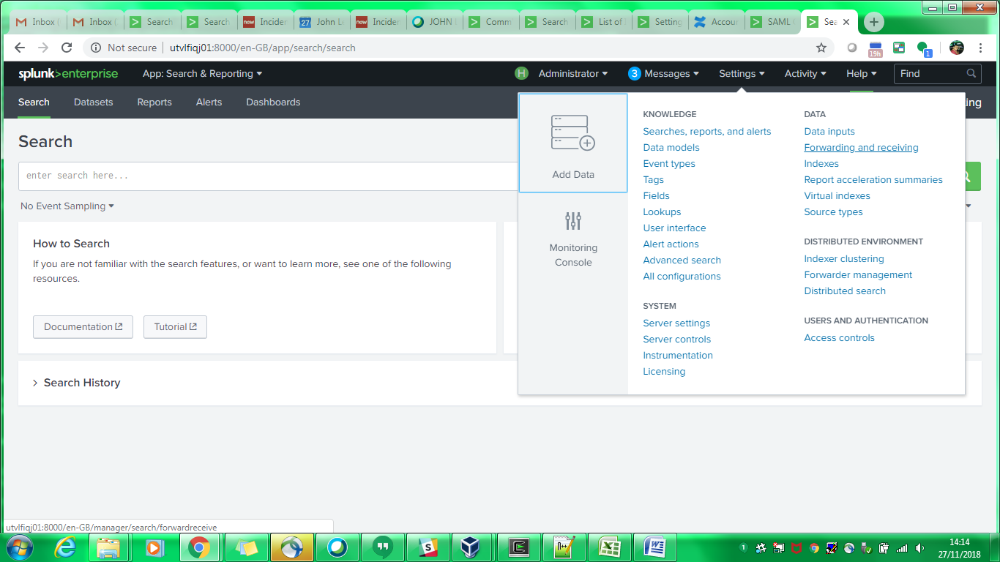 Inbox (
Inbox (
Search
Search
Inciden
27
John L
Inciden
JOHN
Comm
Search
List of
Setting
Accour
SAML
Sea
Not secure
utvlfiqj01:8000/en-GB/app/search/search
19h
1
splunk>enterprise
App: Search & Reporting
H
Administrator
3
Messages
Settings
Activity
Help
Find
Search
Datasets
Reports
Alerts
Dashboards
ing
Search
enter search here...
No Event Sampling
How to Search
If you are not familiar with the search features, or want to learn more, see one of the following
resources.
Documentation
Tutorial
Search History
Add Data
Monitoring
Console
KNOWLEDGE
Searches, reports, and alerts
Data models
Event types
Tags
Fields
Lookups
User interface
Alert actions
Advanced search
All configurations
SYSTEM
Server settings
Server controls
Instrumentation
Licensing
DATA
Data inputs
Forwarding and receiving
Indexes
Report acceleration summaries
Virtual indexes
Source types
DISTRIBUTED ENVIRONMENT
Indexer clustering
Forwarder management
Distributed search
USERS AND AUTHENTICATION
Access controls
utvlfiqj01:8000/en-GB/manager/search/forwardreceive
14:14
27/11/2018